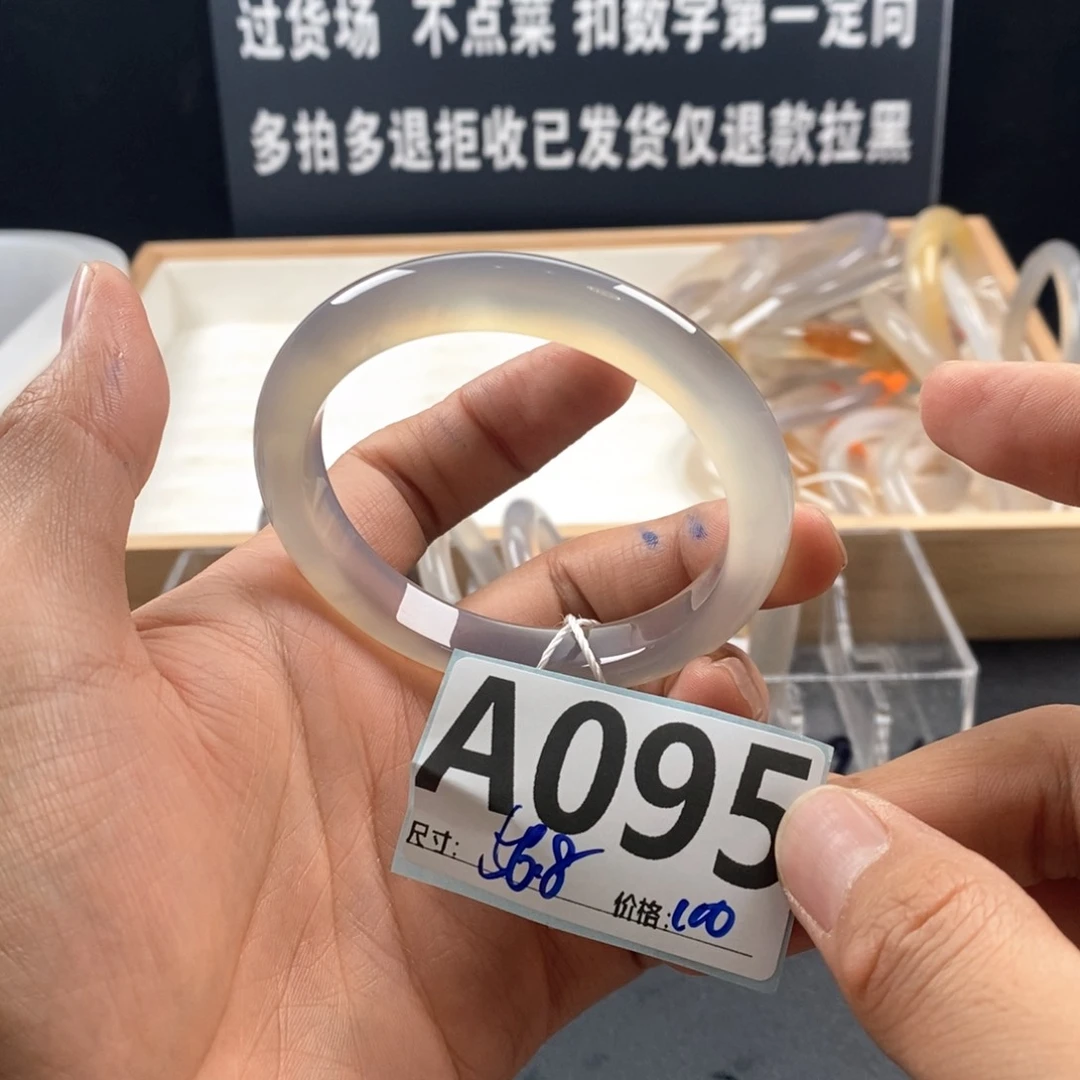 过货场 不点菜 扣数字第一定问
多拍多退拒收已发货仅退款拉黑
A095
尺寸: 56.8
价格: 100